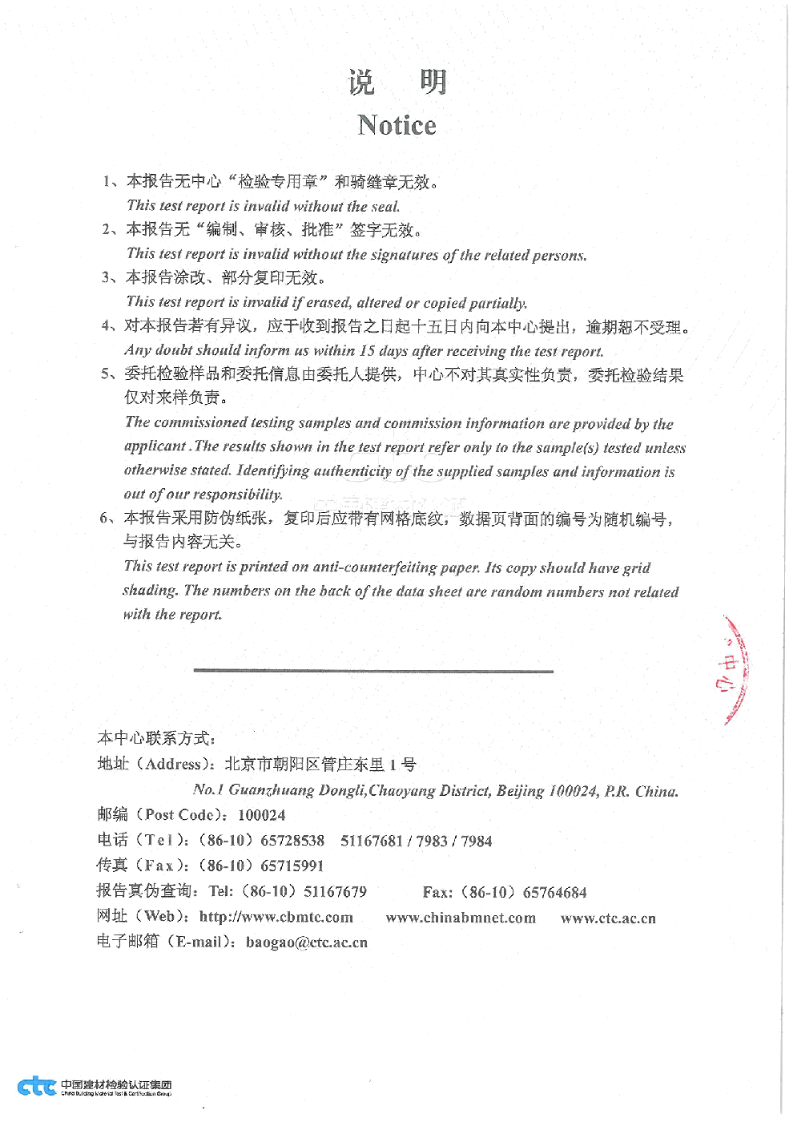 说 明
Notice
1、本报告无中心“检验专用章”和骑缝章无效。
This test report is invalid without the seal.
2、本报告无“编制、审核、批准”签字无效。
This test report is invalid without the signatures of the related persons.
3、本报告涂改、部分复印无效。
This test report is invalid if erased, altered or copied partially.
4、对本报告若有异议，应于收到报告之日起十五日内向本中心提出，逾期恕不受理。
Any doubt should inform us within 15 days after receiving the test report.
5、委托检验样品和委托信息由委托人提供，中心不对其真实性负责，委托检验结果
仅对来样负责。
The commissioned testing samples and commission information are provided by the
applicant .The results shown in the test report refer only to the sample(s) tested unless
otherwise stated. Identifying authenticity of the supplied samples and information is
out of our responsibility.
6、本报告采用防伪纸张，复印后应带有网格底纹，数据页背面的编号为随机编号，
与报告内容无关。
This test report is printed on anti-counterfeiting paper. Its copy should have grid
shading. The numbers on the back of the data sheet are random numbers not related
with the report.
中心
本中心联系方式：
地址（Address）：北京市朝阳区管庄东里 1 号
No.1 Guanzhuang Dongli,Chaoyang District, Beijing 100024, P.R. China.
邮编（Post Code）：100024
电话（Tel）：（86-10）65728538 51167681 / 7983 / 7984
传真（Fax）：（86-10）65715991
报告真伪查询：Tel:（86-10）51167679 Fax:（86-10）65764684
网址（Web）：http://www.cbmtc.com www.chinabmnet.com www.ctc.ac.cn
电子邮箱（E-mail）：baogao@ctc.ac.cn
ctc 中国建材检验认证集团
China Building Material Test & Certification Group